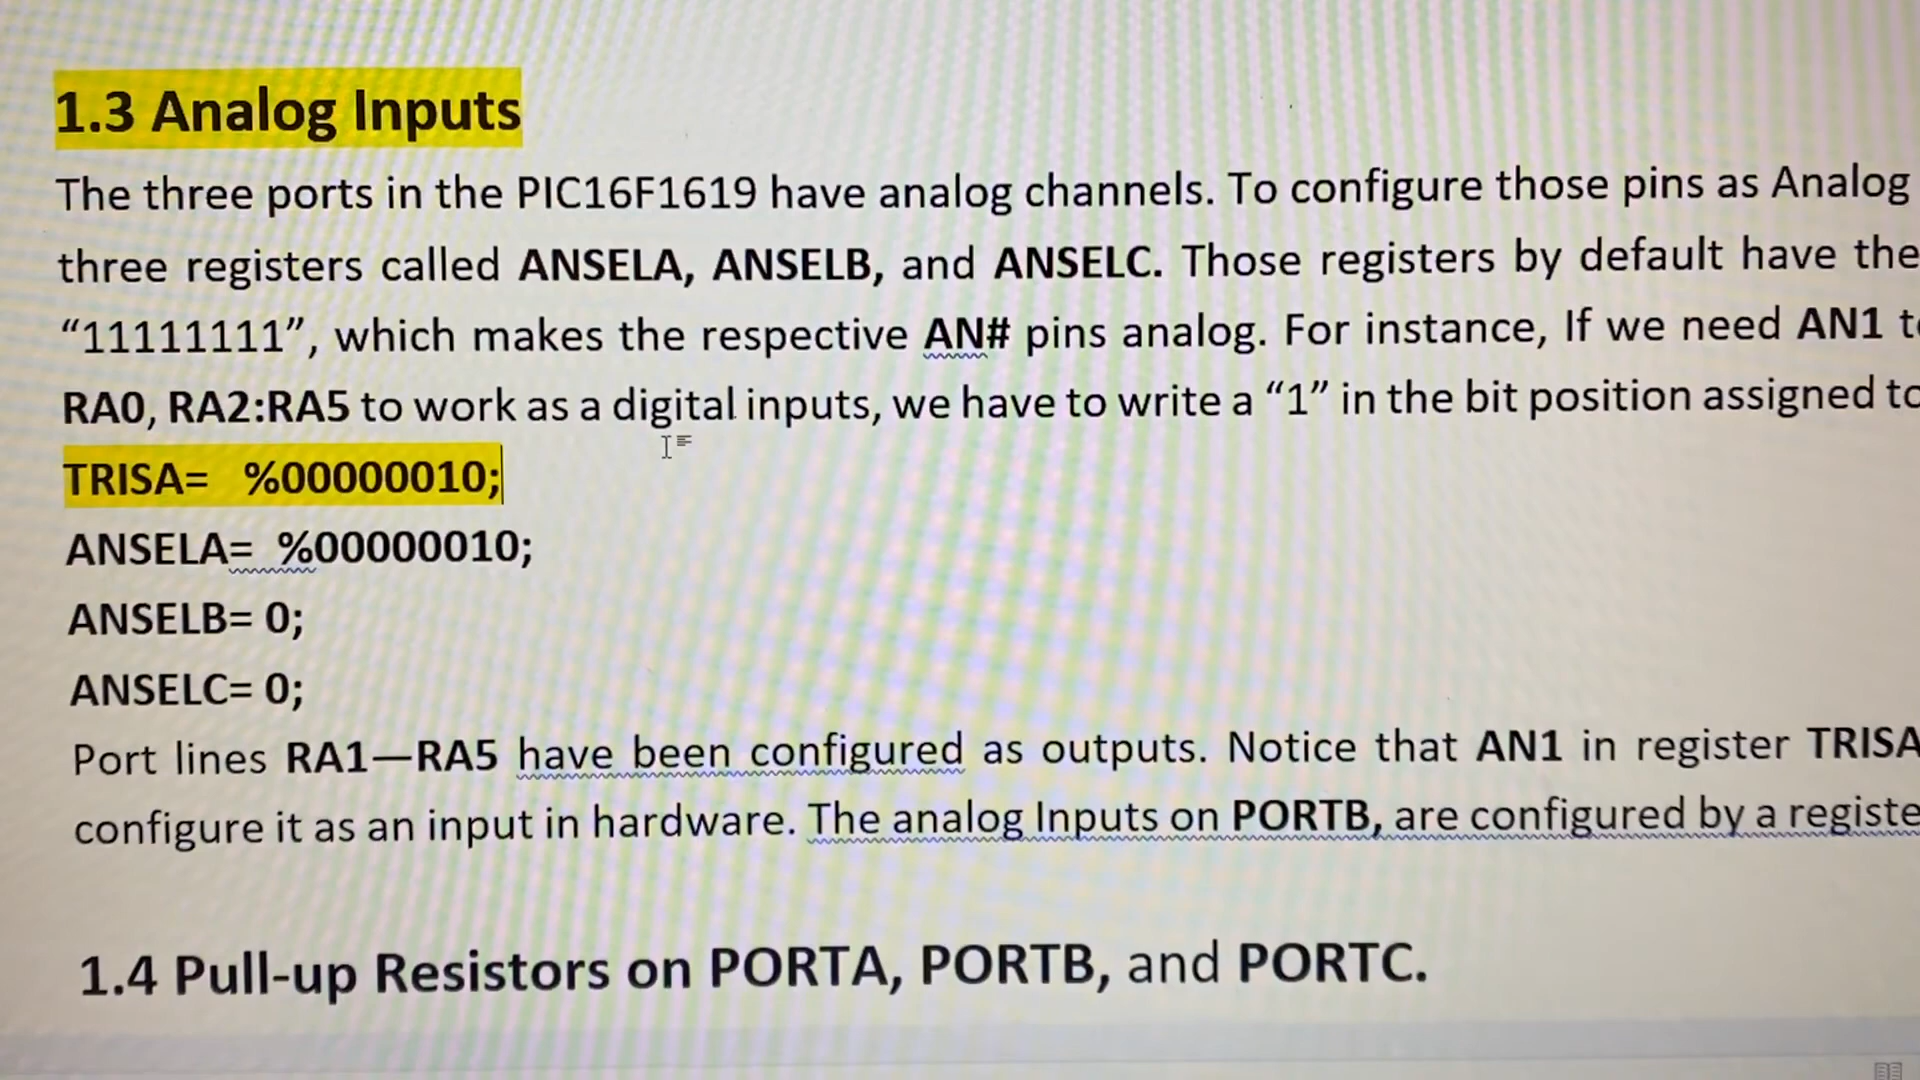 1.3 Analog Inputs
The three ports in the PIC16F1619 have analog channels. To configure those pins as Analog
three registers called ANSELA, ANSELB, and ANSELC. Those registers by default have the
“11111111”, which makes the respective AN# pins analog. For instance, If we need AN1
RA0, RA2:RA5 to work as a digital inputs, we have to write a “1” in the bit position assigned to
TRISA= %00000010;
ANSELA= %00000010;
ANSELB= 0;
ANSELC= 0;
Port lines RA1—RA5 have been configured as outputs. Notice that AN1 in register TRISA
configure it as an input in hardware. The analog Inputs on PORTB, are configured by a
1.4 Pull-up Resistors on PORTA, PORTB, and PORTC.